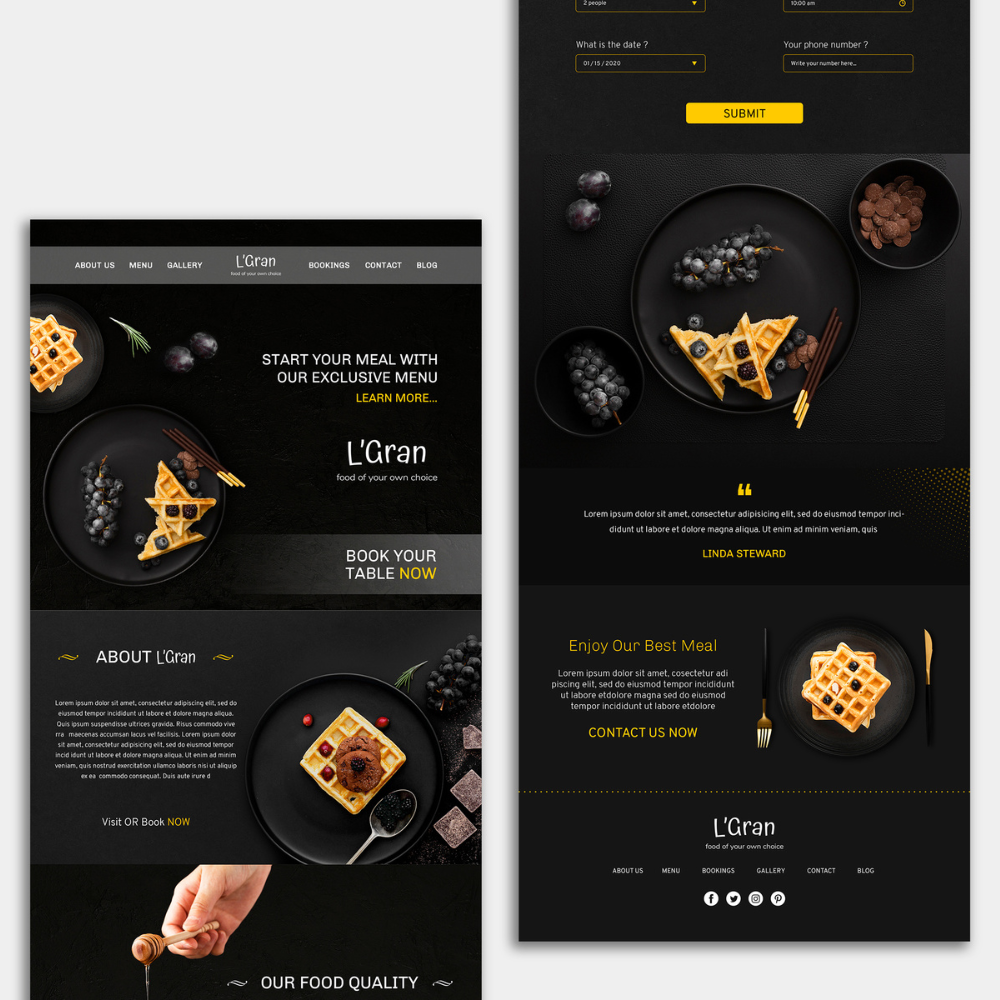 ABOUT US MENU GALLERY L'Gran BOOKINGS CONTACT BLOG
food of your own choice
START YOUR MEAL WITH
OUR EXCLUSIVE MENU
LEARN MORE...
L'Gran
food of your own choice
BOOK YOUR
TABLE NOW
ABOUT L'Gran
Lorem ipsum dolor sit amet, consectetur adipisicing elit, sed do
eiusmod tempor incididunt ut labore et dolore magna aliqua.
Quis ipsum suspendisse ultrices gravida. Risus commodo vive
rra maecenas accumsan lacus vel facilisis. Lorem ipsum dolor
sit amet, consectetur adipisicing elit, sed do eiusmod tempor
incid idunt ut labore et dolore magna aliqua. Ut enim ad minim
veniam, quis nostrud exercitation ullamco laboris nisi ut aliquip
ex ea commodo consequat. Duis aute irure d
Visit OR Book NOW
OUR FOOD QUALITY
2 people 10:00 am
What is the date ? Your phone number ?
01 / 15 / 2020 Write your number here...
SUBMIT
“
Lorem ipsum dolor sit amet, consectetur adipisicing elit, sed do eiusmod tempor inci-
didunt ut labore et dolore magna aliqua. Ut enim ad minim veniam, quis
LINDA STEWARD
Enjoy Our Best Meal
Lorem ipsum dolor sit amet, consectetur adi
piscing elit, sed do eiusmod tempor incididunt
ut labore etdolore magna sed do eiusmod
tempor incididunt ut labore etdolore
CONTACT US NOW
L'Gran
food of your own choice
ABOUT US MENU BOOKINGS GALLERY CONTACT BLOG